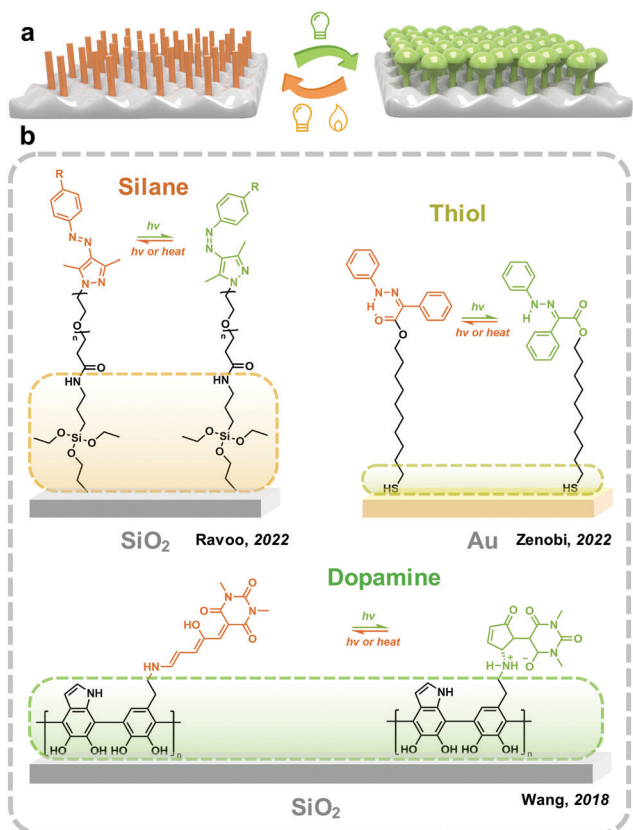 a
b
Silane
Thiol
R
R
N
N
hv
hv or heat
N
N
N
N
N
N
O
n
O
n
O
HN
O
HN
O
Si
O
O
O
Si
O
O
N
H
N
O
O
hv
hv or heat
N
H
N
O
O
HS
HS
SiO2
Ravoo, 2022
Au
Zenobi, 2022
Dopamine
O
N
N
O
O
HO
HN
hv
hv or heat
O
O
N
O
N
O
−
H
N
+
H
NH
HO
OH
HO
OH
n
NH
HO
OH
HO
OH
n
SiO2
Wang, 2018